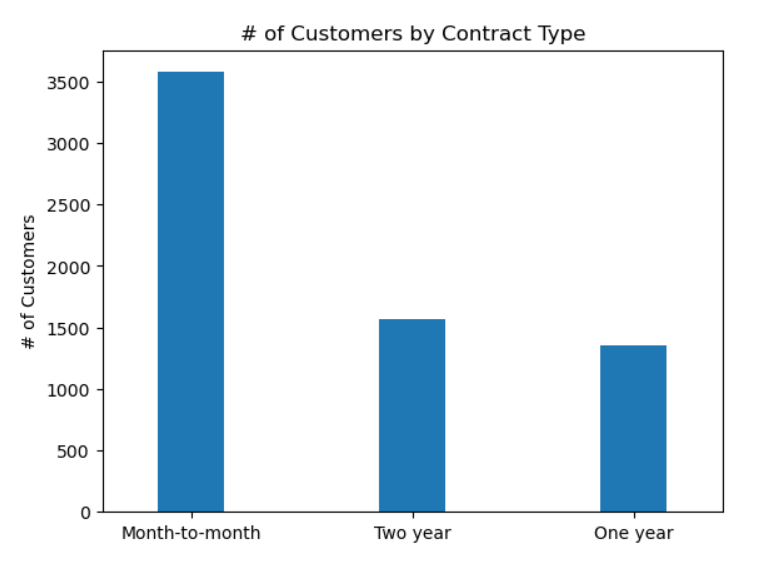 # of Customers by Contract Type
# of Customers
3500
3000
2500
2000
1500
1000
500
0
Month-to-month Two year One year